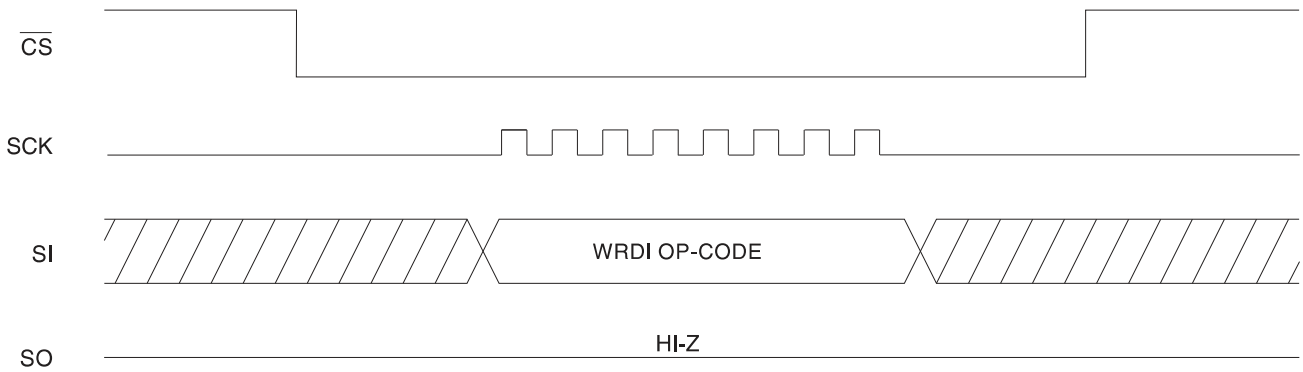 CS
SCK
SI
WRDI OP-CODE
HI-Z
SO